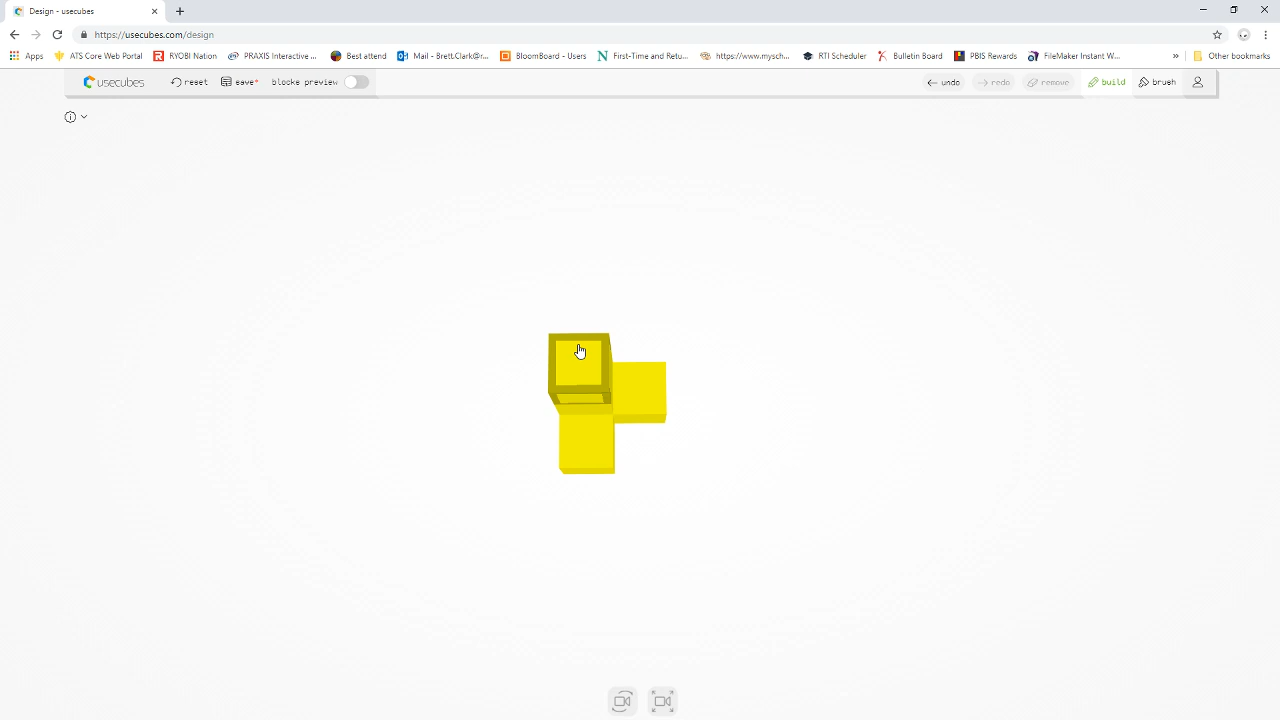 Design - usecubes
https://usecubes.com/design
Apps ATS Core Web Portal RYOBI Nation PRAXIS Interactive ... Best attend Mail - Brett.Clark@r... BloomBoard - Users First-Time and Retu... https://www.mysch... RTI Scheduler Bulletin Board PBIS Rewards FileMaker Instant W... » Other bookmarks
usecubes reset save* blocke preview undo redo remove build brush